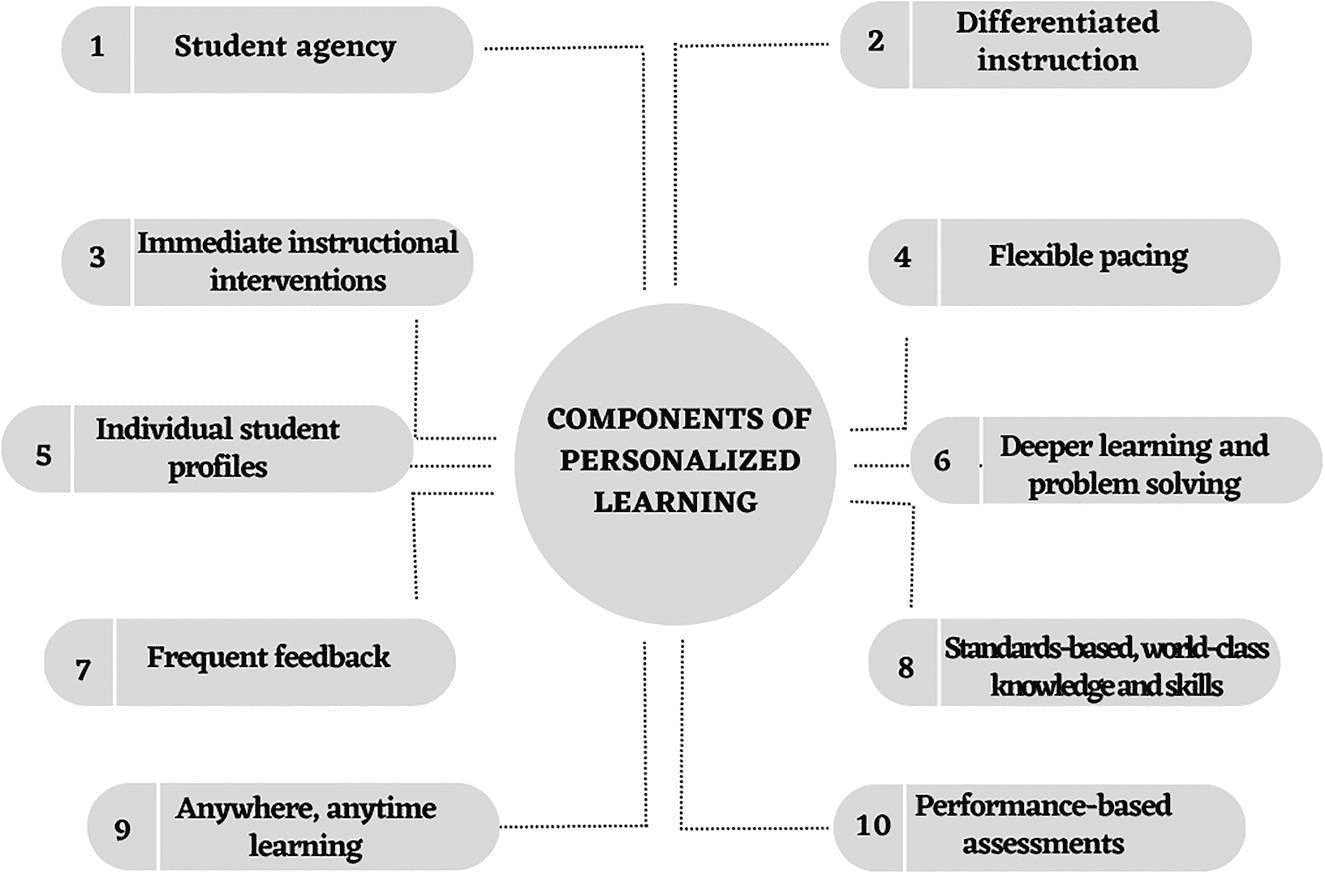 1
Student agency
2
Differentiated
instruction
3
Immediate instructional
interventions
4
Flexible pacing
COMPONENTS OF
PERSONALIZED
LEARNING
5
Individual student
profiles
6
Deeper learning and
problem solving
7
Frequent feedback
8
Standards-based, world-class
knowledge and skills
9
Anywhere, anytime
learning
10
Performance-based
assessments